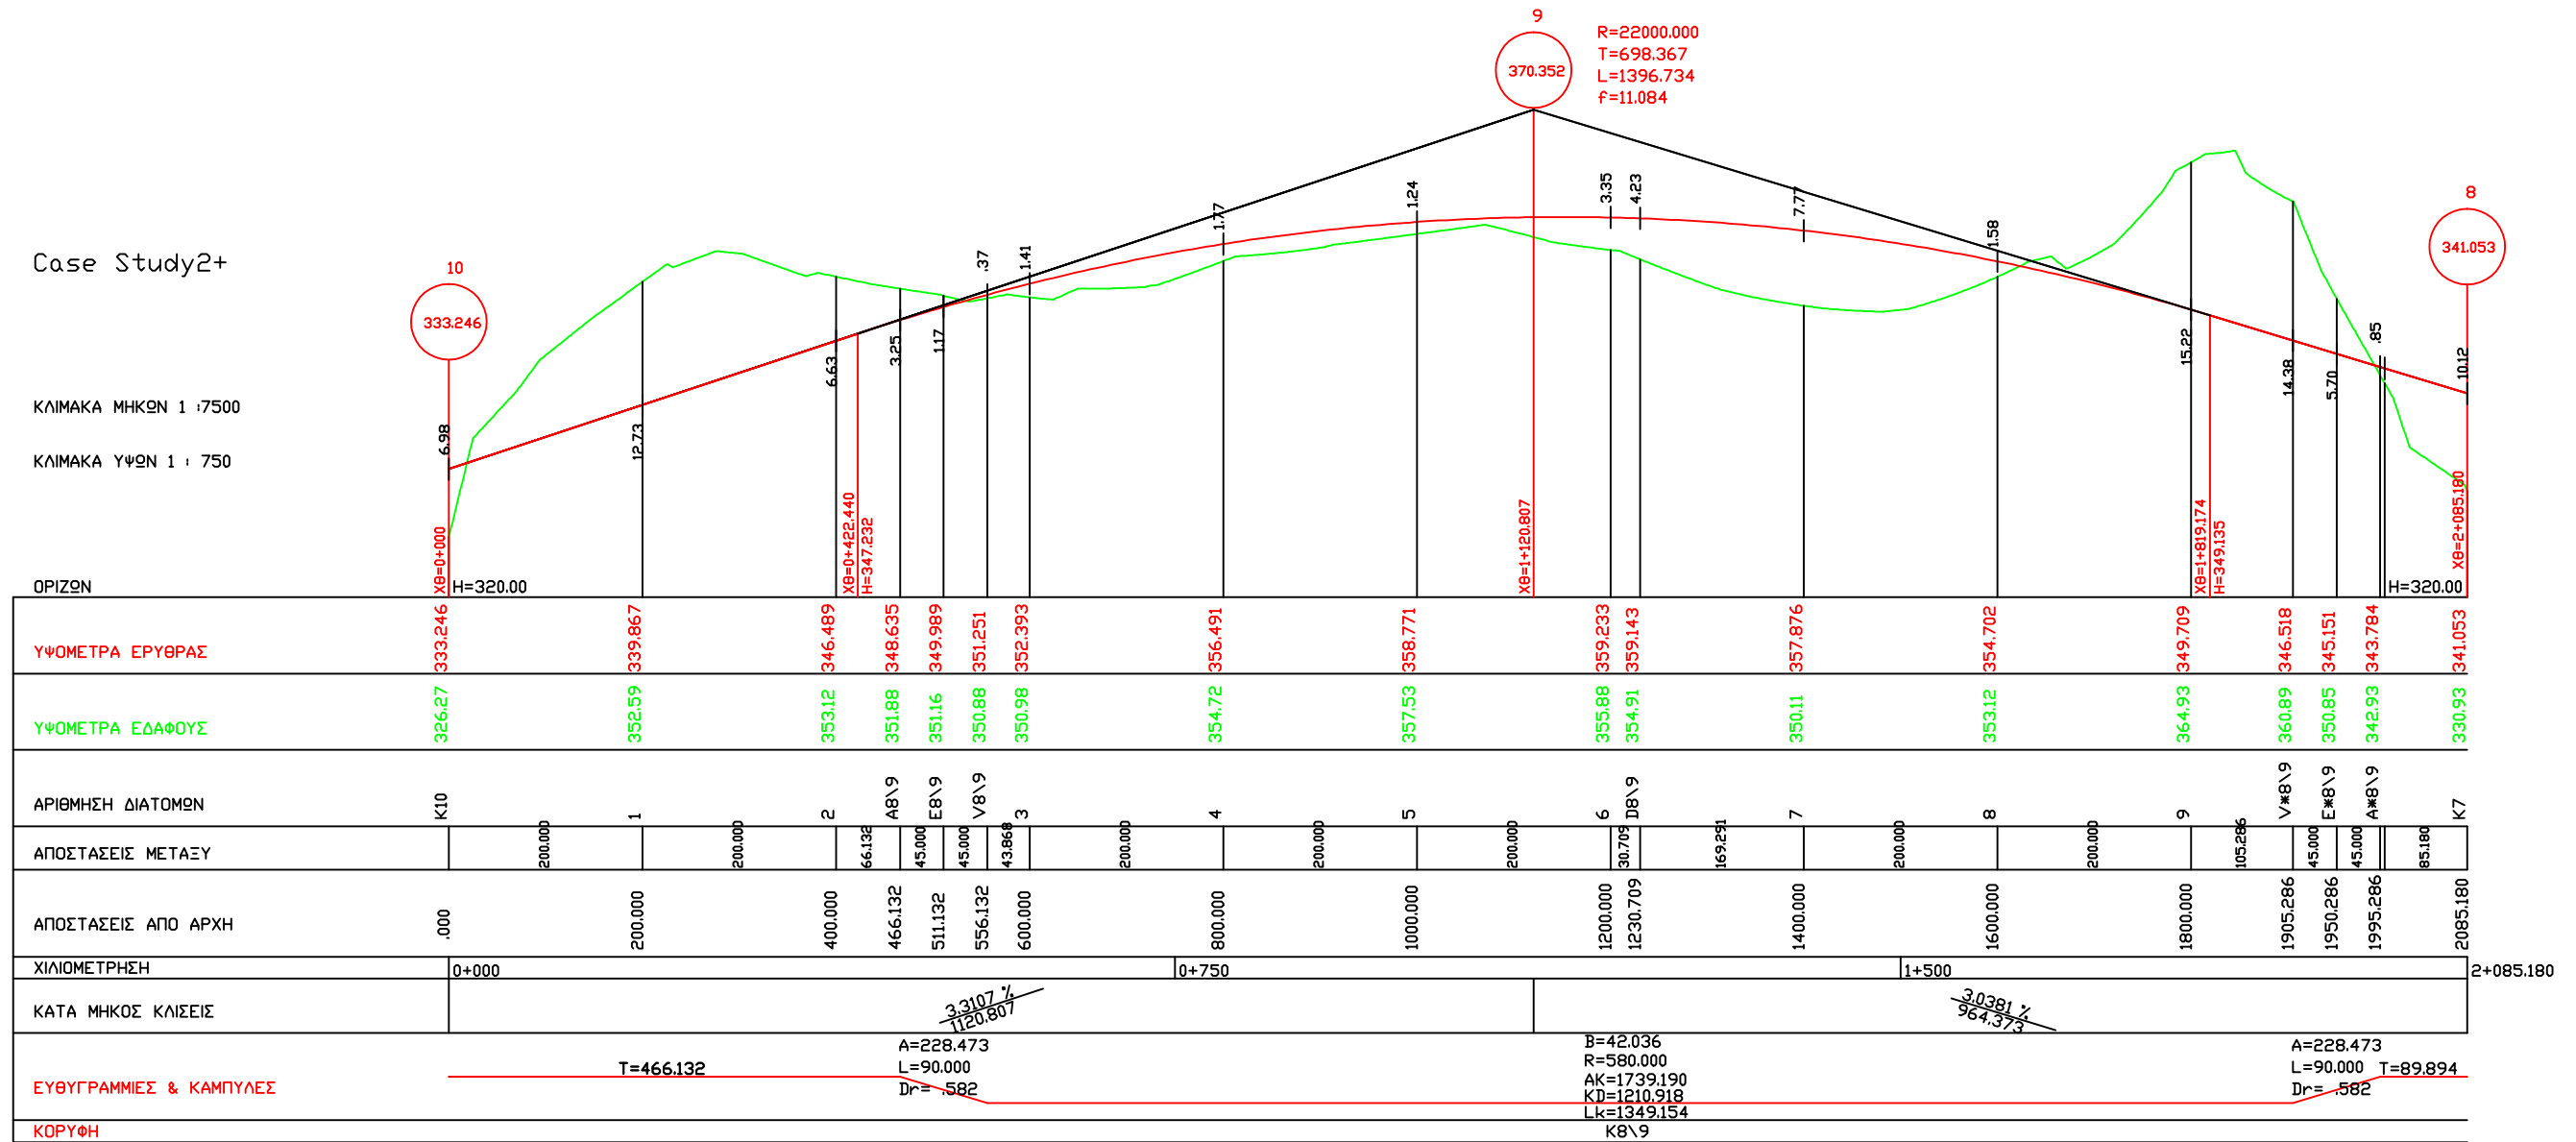 9
R=22000.000
T=698.367
L=1396.734
f=11.084
370.352
Case Study2+
10
333.246
8
341.053
ΚΛΙΜΑΚΑ ΜΗΚΩΝ 1 :7500
ΚΛΙΜΑΚΑ ΥΨΩΝ 1 : 750
6.98
12.73
6.63
3.25
1.17
.37
1.41
1.77
1.24
3.35
4.23
7.77
1.58
15.22
14.38
5.70
.85
10.12
ΧΘ=0+000
ΧΘ=0+422.440
H=347.232
ΧΘ=1+120.807
ΧΘ=1+819.174
H=349.135
ΧΘ=2+085.180
ΟΡΙΖΩΝ
H=320.00
H=320.00
ΥΨΟΜΕΤΡΑ ΕΡΥΘΡΑΣ
333.246
339.867
346.489
348.635
349.989
351.251
352.393
356.491
358.771
359.233
359.143
357.876
354.702
349.709
346.518
345.151
343.784
341.053
ΥΨΟΜΕΤΡΑ ΕΔΑΦΟΥΣ
326.27
352.59
353.12
351.88
351.16
350.88
350.98
354.72
357.53
355.88
354.91
350.11
353.12
364.93
360.89
350.85
342.93
330.93
ΑΡΙΘΜΗΣΗ ΔΙΑΤΟΜΩΝ
K10
1
2
A8\9
E8\9
V8\9
3
4
5
6
D8\9
7
8
9
V*8\9
E*8\9
A*8\9
K7
ΑΠΟΣΤΑΣΕΙΣ ΜΕΤΑΞΥ
200.000
200.000
66.132
45.000
45.000
43.868
200.000
200.000
200.000
30.709
169.291
200.000
200.000
105.286
45.000
45.000
85.180
ΑΠΟΣΤΑΣΕΙΣ ΑΠΟ ΑΡΧΗ
.000
200.000
400.000
466.132
511.132
556.132
600.000
800.000
1000.000
1200.000
1230.709
1400.000
1600.000
1800.000
1905.286
1950.286
1995.286
2085.180
ΧΙΛΙΟΜΕΤΡΗΣΗ
0+000
0+750
1+500
2+085.180
ΚΑΤΑ ΜΗΚΟΣ ΚΛΙΣΕΙΣ
3.3107 %
1120.807
3.0381 %
964.373
ΕΥΘΥΓΡΑΜΜΙΕΣ & ΚΑΜΠΥΛΕΣ
T=466.132
A=228.473
L=90.000
Dr= .582
B=42.036
R=580.000
AK=1739.190
KD=1210.918
Lk=1349.154
A=228.473
L=90.000
Dr= .582
T=89.894
ΚΟΡΥΦΗ
K8\9